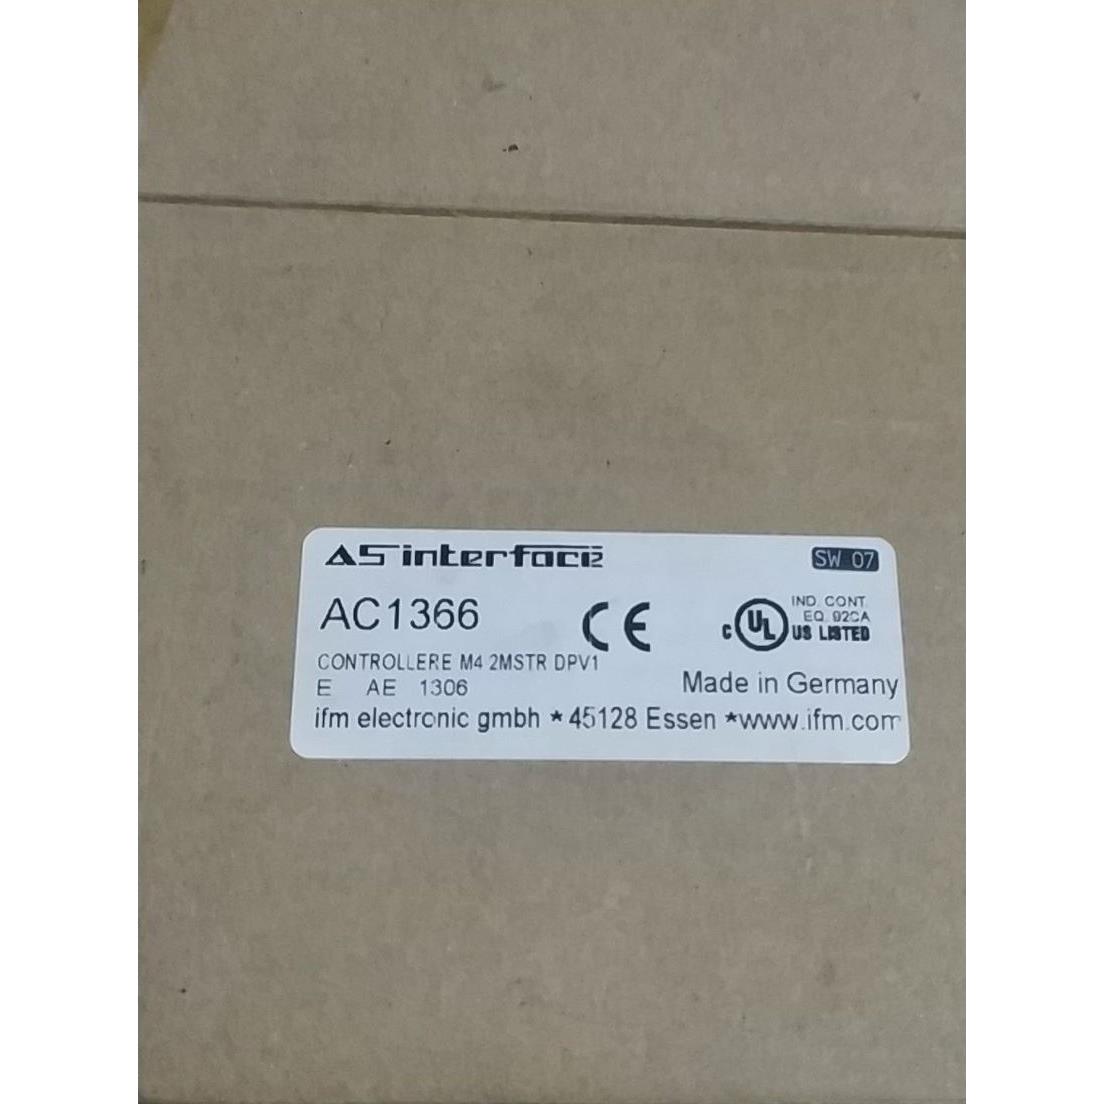 AS interface
SW 07
AC1366
CE
IND. CONT.
EQ. 92CA
C UL US LISTED
CONTROLLERE M4 2MSTR DPV1
E AE 1306
Made in Germany
ifm electronic gmbh * 45128 Essen *www.ifm.com